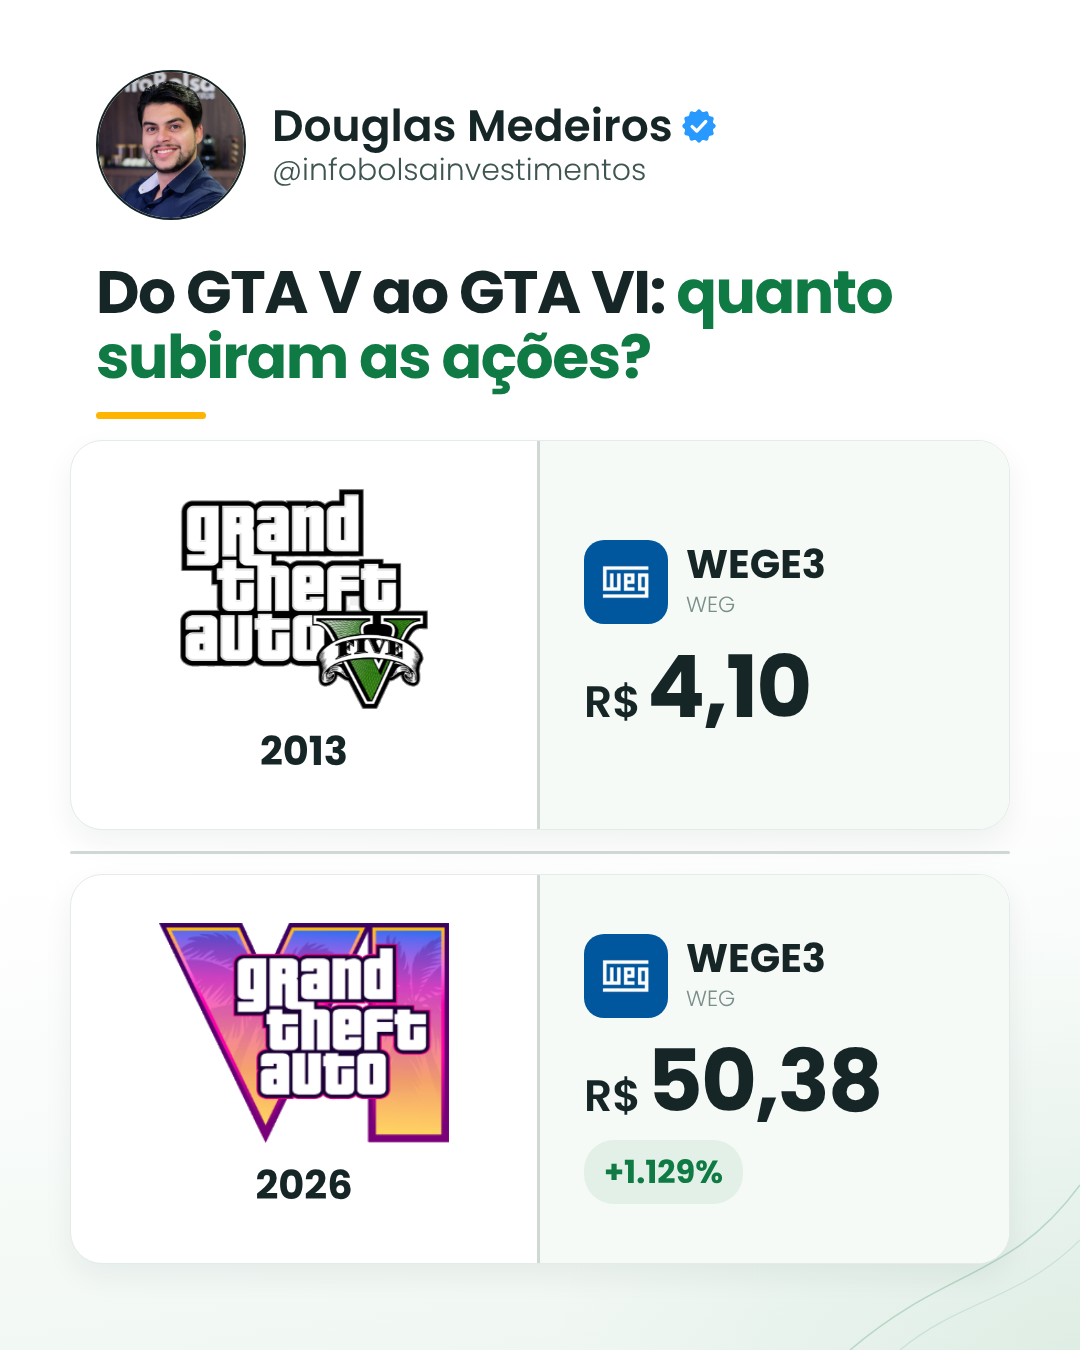 Douglas Medeiros
@infobolsainvestimentos
Do GTA V ao GTA VI: quanto
subiram as ações?
grand
theft
auto
FIVE
2013
weg
WEGE3
WEG
R$ 4,10
VI
grand
theft
auto
2026
weg
WEGE3
WEG
R$ 50,38
+1.129%